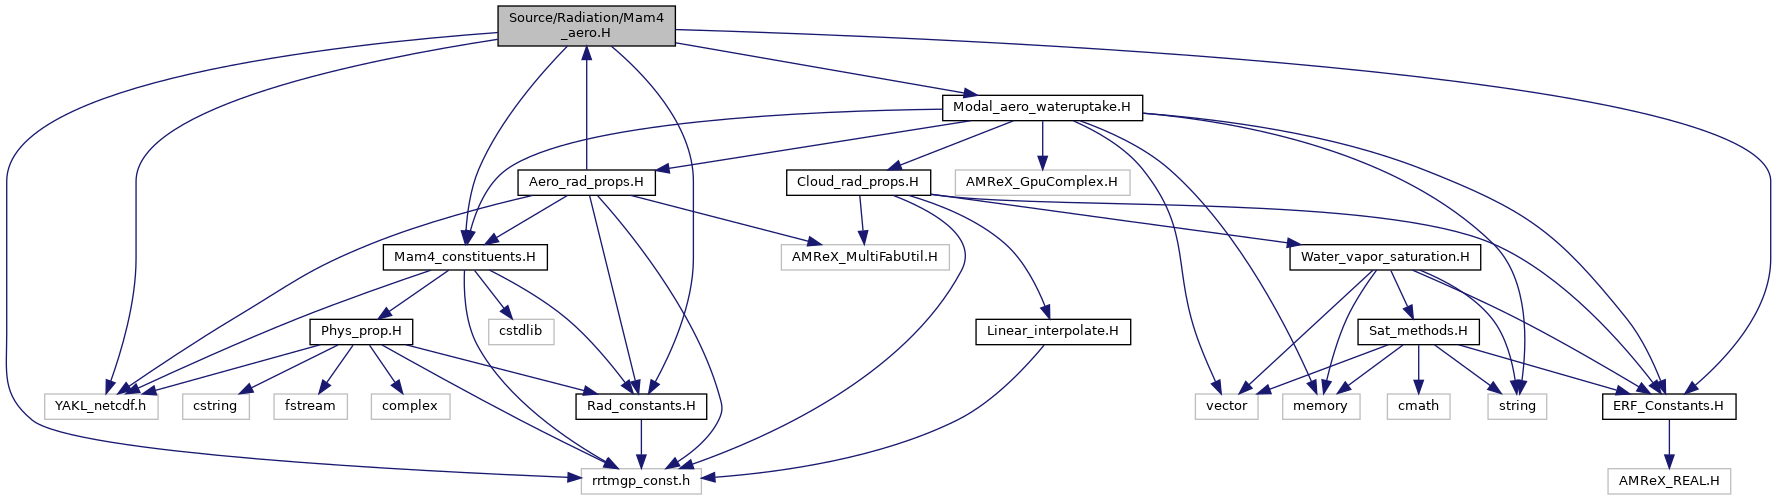 Source/Radiation/Mam4
_aero.H
Modal_aero_wateruptake.H
Aero_rad_props.H
Cloud_rad_props.H
AMReX_GpuComplex.H
Mam4_constituents.H
AMReX_MultiFabUtil.H
Water_vapor_saturation.H
Phys_prop.H
cstdlib
Linear_interpolate.H
Sat_methods.H
YAKL_netcdf.h
cstring
fstream
complex
Rad_constants.H
vector
memory
cmath
string
ERF_Constants.H
rrtmgp_const.h
AMReX_REAL.H